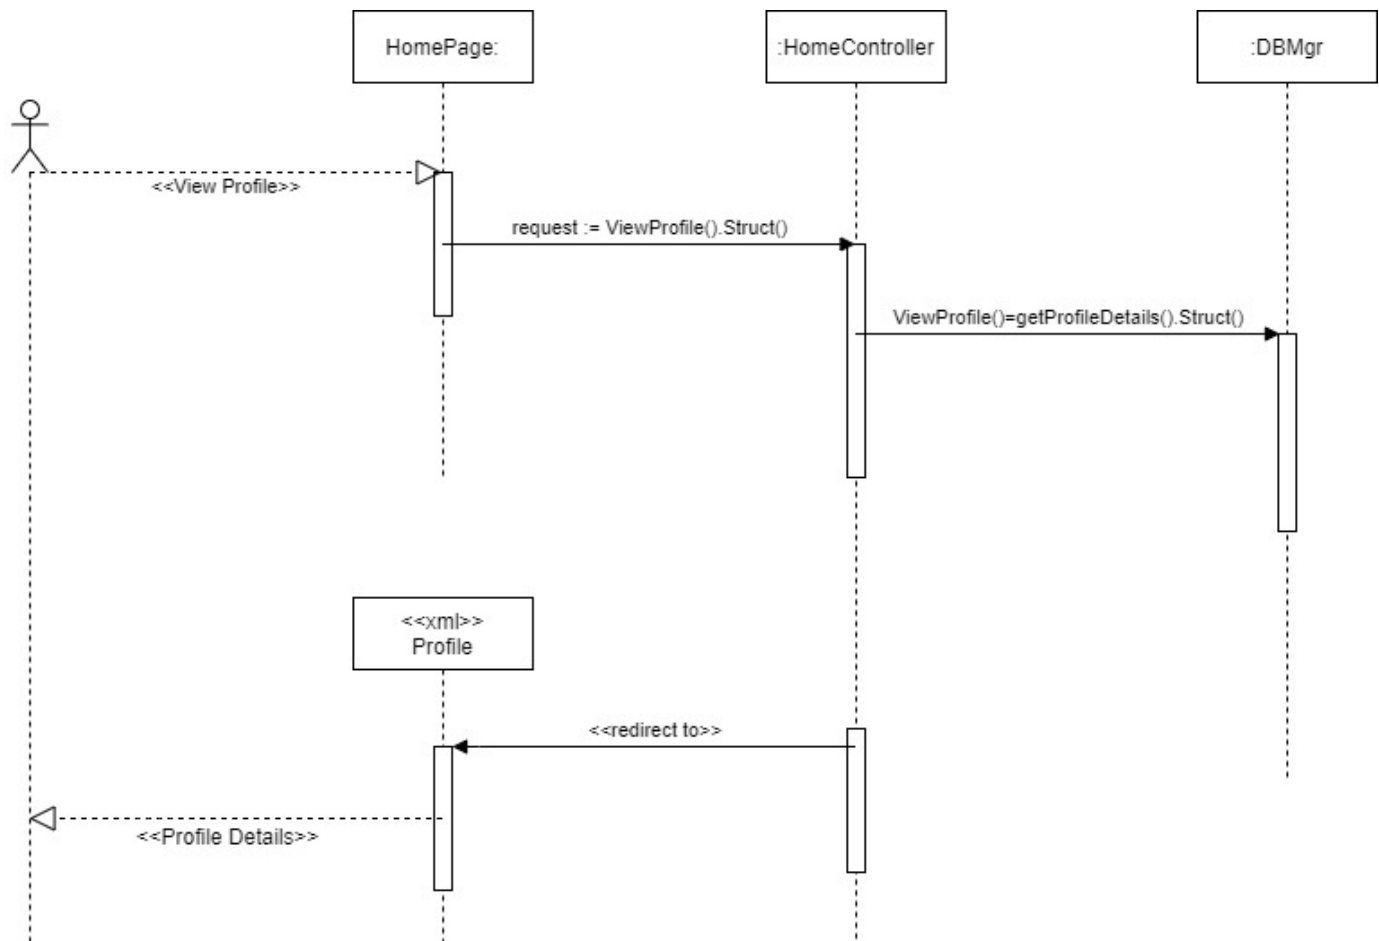 HomePage:
:HomeController
:DBMgr
<<View Profile>>
request := ViewProfile().Struct()
ViewProfile()=getProfileDetails().Struct()
<<xml>>
Profile
<<redirect to>>
<<Profile Details>>